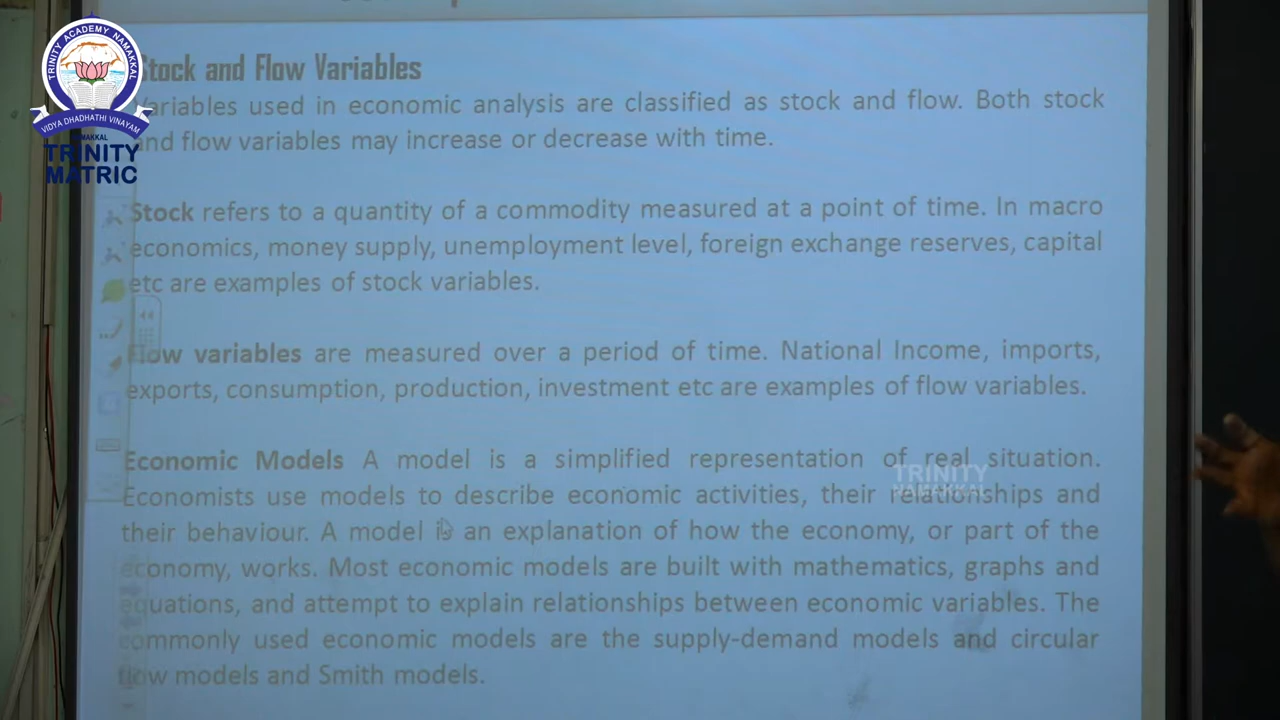 TRINITY ACADEMY NAMAKKAL
VIDYA DHADHATHI VINAYAM
NAMAKKAL
TRINITY
MATRIC
Stock and Flow Variables
Variables used in economic analysis are classified as stock and flow. Both stock
and flow variables may increase or decrease with time.
Stock refers to a quantity of a commodity measured at a point of time. In macro
economics, money supply, unemployment level, foreign exchange reserves, capital
etc are examples of stock variables.
Flow variables are measured over a period of time. National Income, imports,
exports, consumption, production, investment etc are examples of flow variables.
Economic Models A model is a simplified representation of real situation.
Economists use models to describe economic activities, their relationships and
their behaviour. A model is an explanation of how the economy, or part of the
economy, works. Most economic models are built with mathematics, graphs and
equations, and attempt to explain relationships between economic variables. The
commonly used economic models are the supply-demand models and circular
flow models and Smith models.
TRINITY
NAMAKKAL